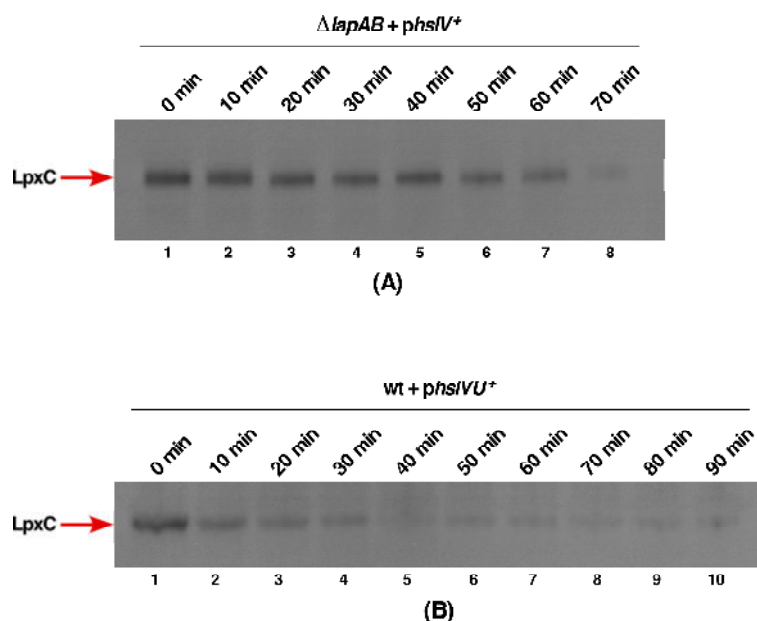 ΔlapAB + phslV⁺
0 min 10 min 20 min 30 min 40 min 50 min 60 min 70 min
LpxC
1 2 3 4 5 6 7 8
(A)
wt + phslVU⁺
0 min 10 min 20 min 30 min 40 min 50 min 60 min 70 min 80 min 90 min
LpxC
1 2 3 4 5 6 7 8 9 10
(B)